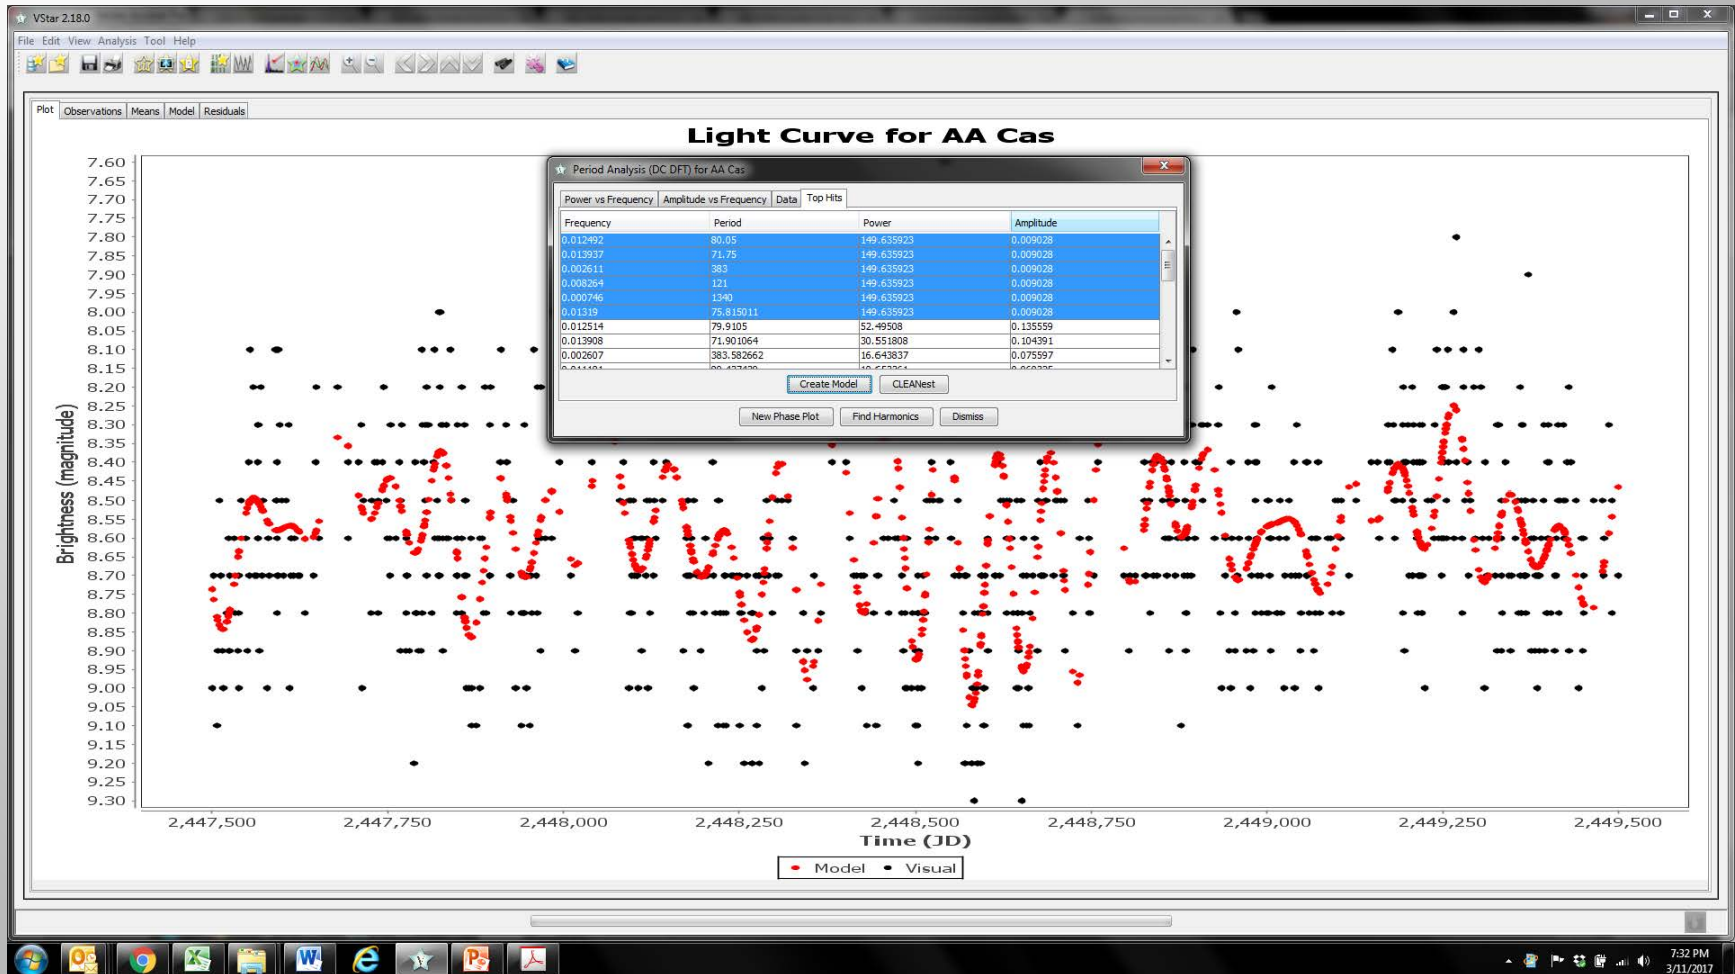 VStar 2.18.0
File Edit View Analysis Tool Help
Plot Observations Means Model Residuals
Light Curve for AA Cas
Period Analysis (DC DFT) for AA Cas
Power vs Frequency Amplitude vs Frequency Data Top Hits
Frequency Period Power Amplitude
0.012492 80.05 149.635923 0.009028
0.013937 71.75 149.635923 0.009028
0.002611 383 149.635923 0.009028
0.008264 121 149.635923 0.009028
0.000746 1340 149.635923 0.009028
0.01319 75.815011 149.635923 0.009028
0.012514 79.9105 52.49508 0.135559
0.013908 71.901064 30.551808 0.104391
0.002607 383.582662 16.643837 0.075597
Create Model CLEANest
New Phase Plot Find Harmonics Dismiss
Brightness (magnitude)
7.60
7.65
7.70
7.75
7.80
7.85
7.90
7.95
8.00
8.05
8.10
8.15
8.20
8.25
8.30
8.35
8.40
8.45
8.50
8.55
8.60
8.65
8.70
8.75
8.80
8.85
8.90
8.95
9.00
9.05
9.10
9.15
9.20
9.25
9.30
2,447,500 2,447,750 2,448,000 2,448,250 2,448,500 2,448,750 2,449,000 2,449,250 2,449,500
Time (JD)
Model Visual
7:32 PM
3/11/2017